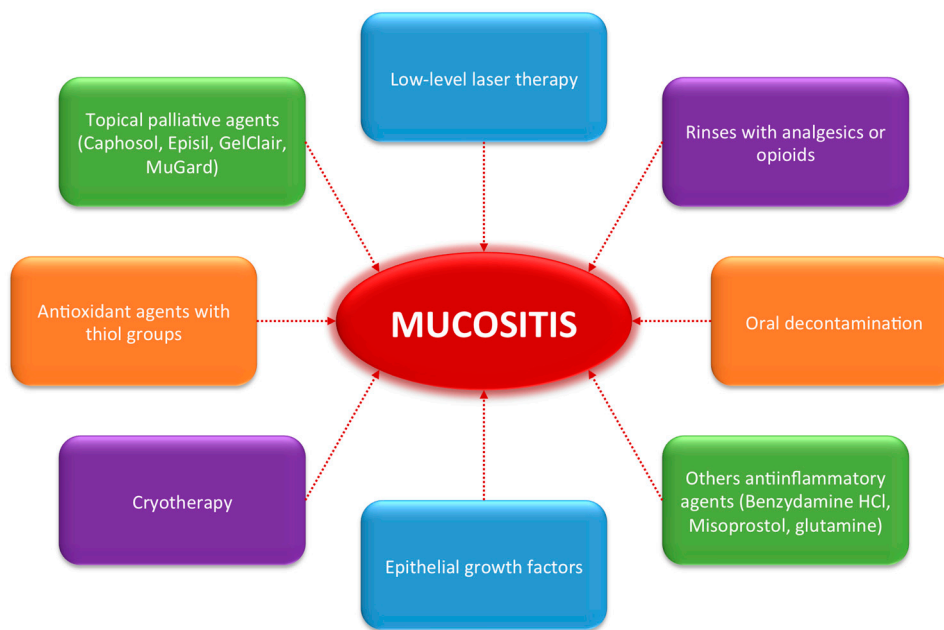 Low-level laser therapy
Topical palliative agents
(Caphosol, Episil, GelClair,
MuGard)
Rinses with analgesics or
opioids
Antioxidant agents with
thiol groups
MUCOSITIS
Oral decontamination
Cryotherapy
Others antiinflammatory
agents (Benzydamine HCl,
Misoprostol, glutamine)
Epithelial growth factors